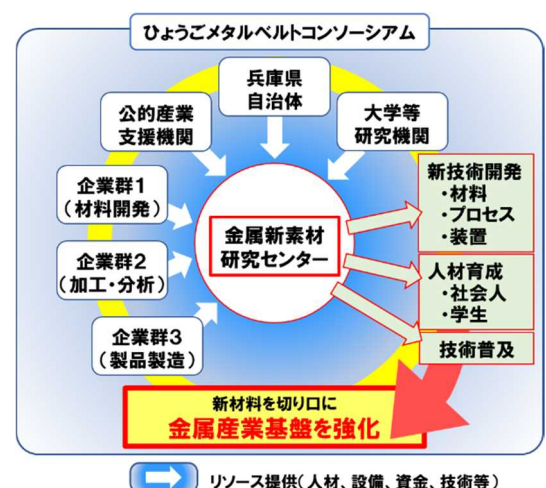 ひょうごメタルベルトコンソーシアム
兵庫県
自治体
公的産業
支援機関
大学等
研究機関
企業群1
(材料開発)
企業群2
(加工・分析)
企業群3
(製品製造)
金属新素材
研究センター
新技術開発
・材料
・プロセス
・装置
人材育成
・社会人
・学生
技術普及
新材料を切り口に
金属産業基盤を強化
リソース提供(人材、設備、資金、技術等)